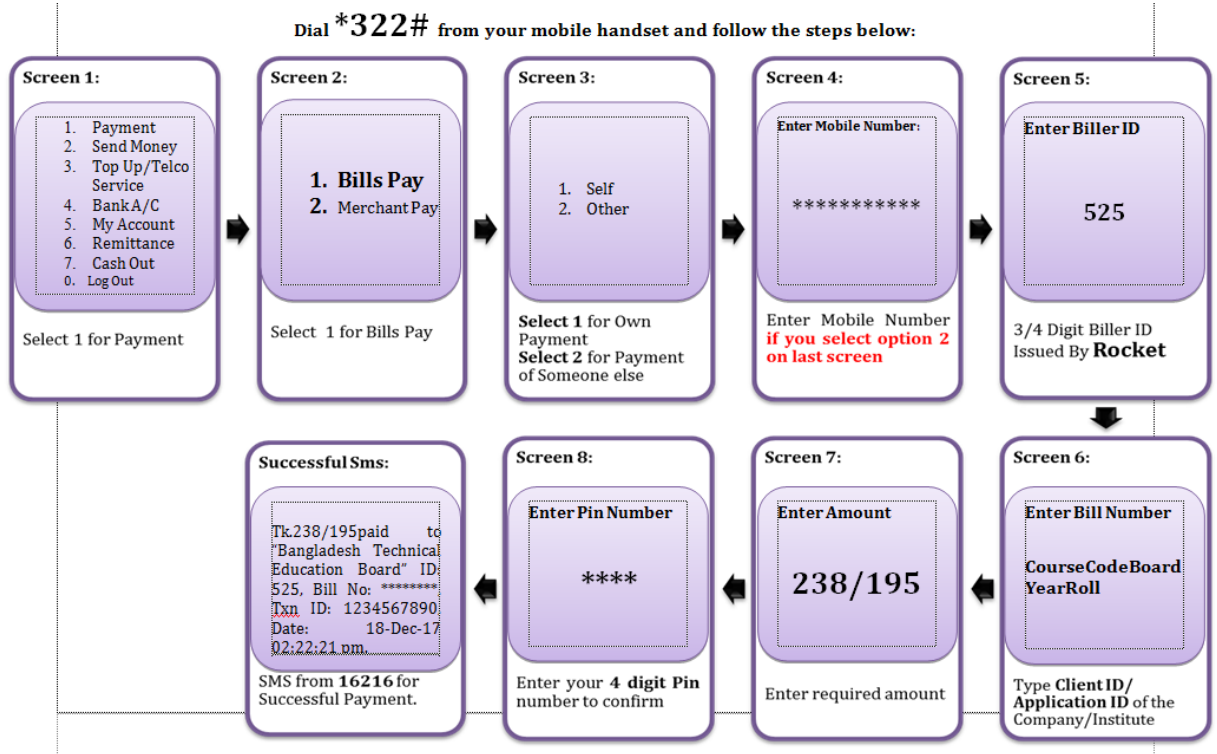 Dial *322# from your mobile handset and follow the steps below:
Screen 1:
1. Payment
2. Send Money
3. Top Up/Telco
Service
4. Bank A/C
5. My Account
6. Remittance
7. Cash Out
0. Log Out
Select 1 for Payment
Screen 2:
1. Bills Pay
2. Merchant Pay
Select 1 for Bills Pay
Screen 3:
1. Self
2. Other
Select 1 for Own
Payment
Select 2 for Payment
of Someone else
Screen 4:
Enter Mobile Number:
***********
Enter Mobile Number
if you select option 2
on last screen
Screen 5:
Enter Biller ID
525
3/4 Digit Biller ID
Issued By Rocket
Screen 6:
Enter Bill Number
CourseCodeBoard
YearRoll
Type Client ID/
Application ID of the
Company/Institute
Screen 7:
Enter Amount
238/195
Enter required amount
Screen 8:
Enter Pin Number
****
Enter your 4 digit Pin
number to confirm
Successful Sms:
Tk.238/195paid to
"Bangladesh Technical
Education Board" ID:
525, Bill No: ********
Txn ID: 1234567890
Date: 18-Dec-17
02:22:21 pm.
SMS from 16216 for
Successful Payment.